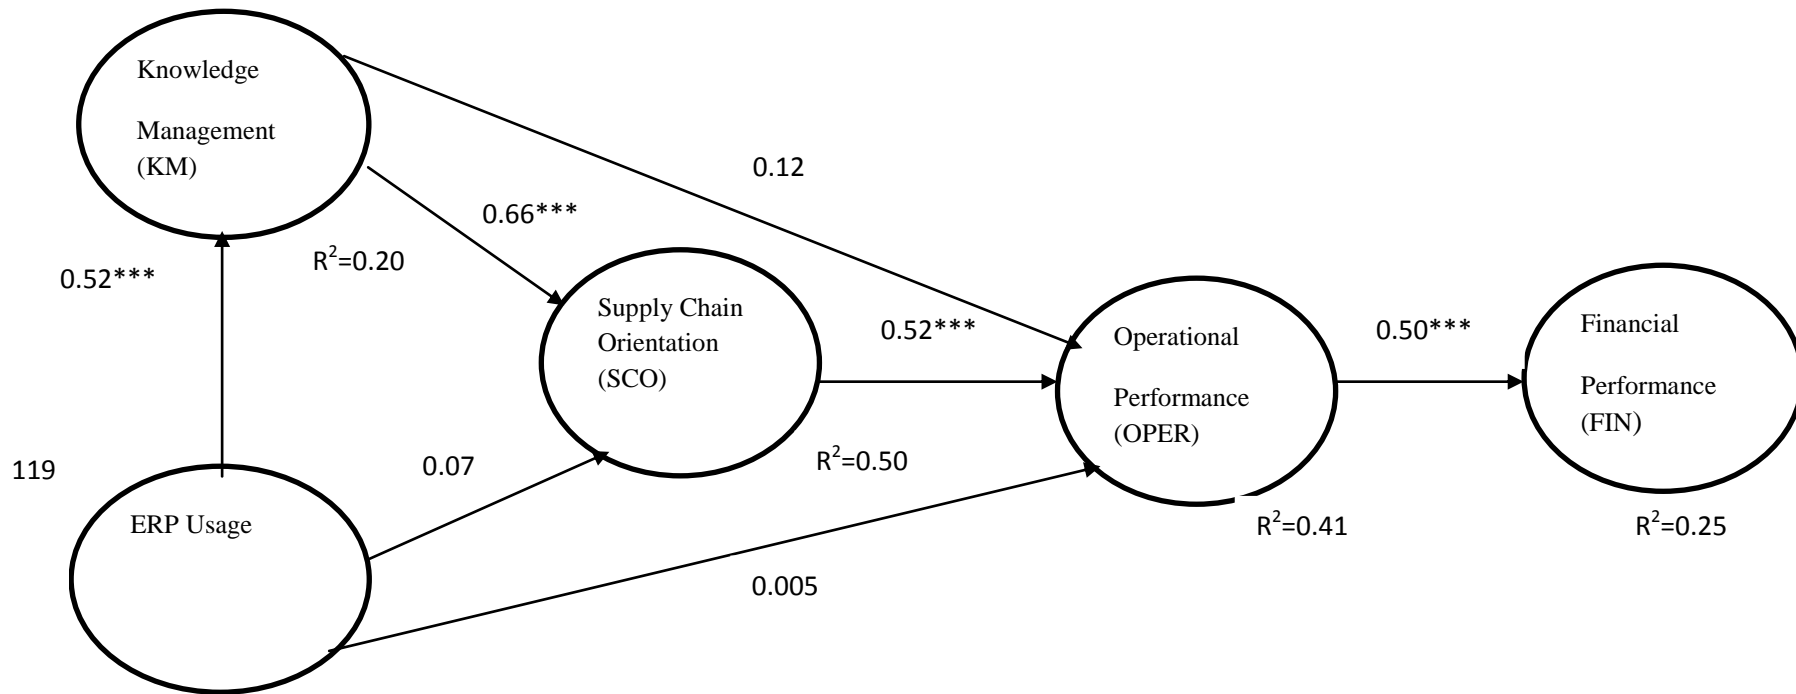 Knowledge
Management
(KM)
0.12
0.66***
R²=0.20
0.52***
Supply Chain
Orientation
(SCO)
0.52***
Operational
Performance
(OPER)
0.50***
Financial
Performance
(FIN)
119
0.07
R²=0.50
ERP Usage
R²=0.41
R²=0.25
0.005